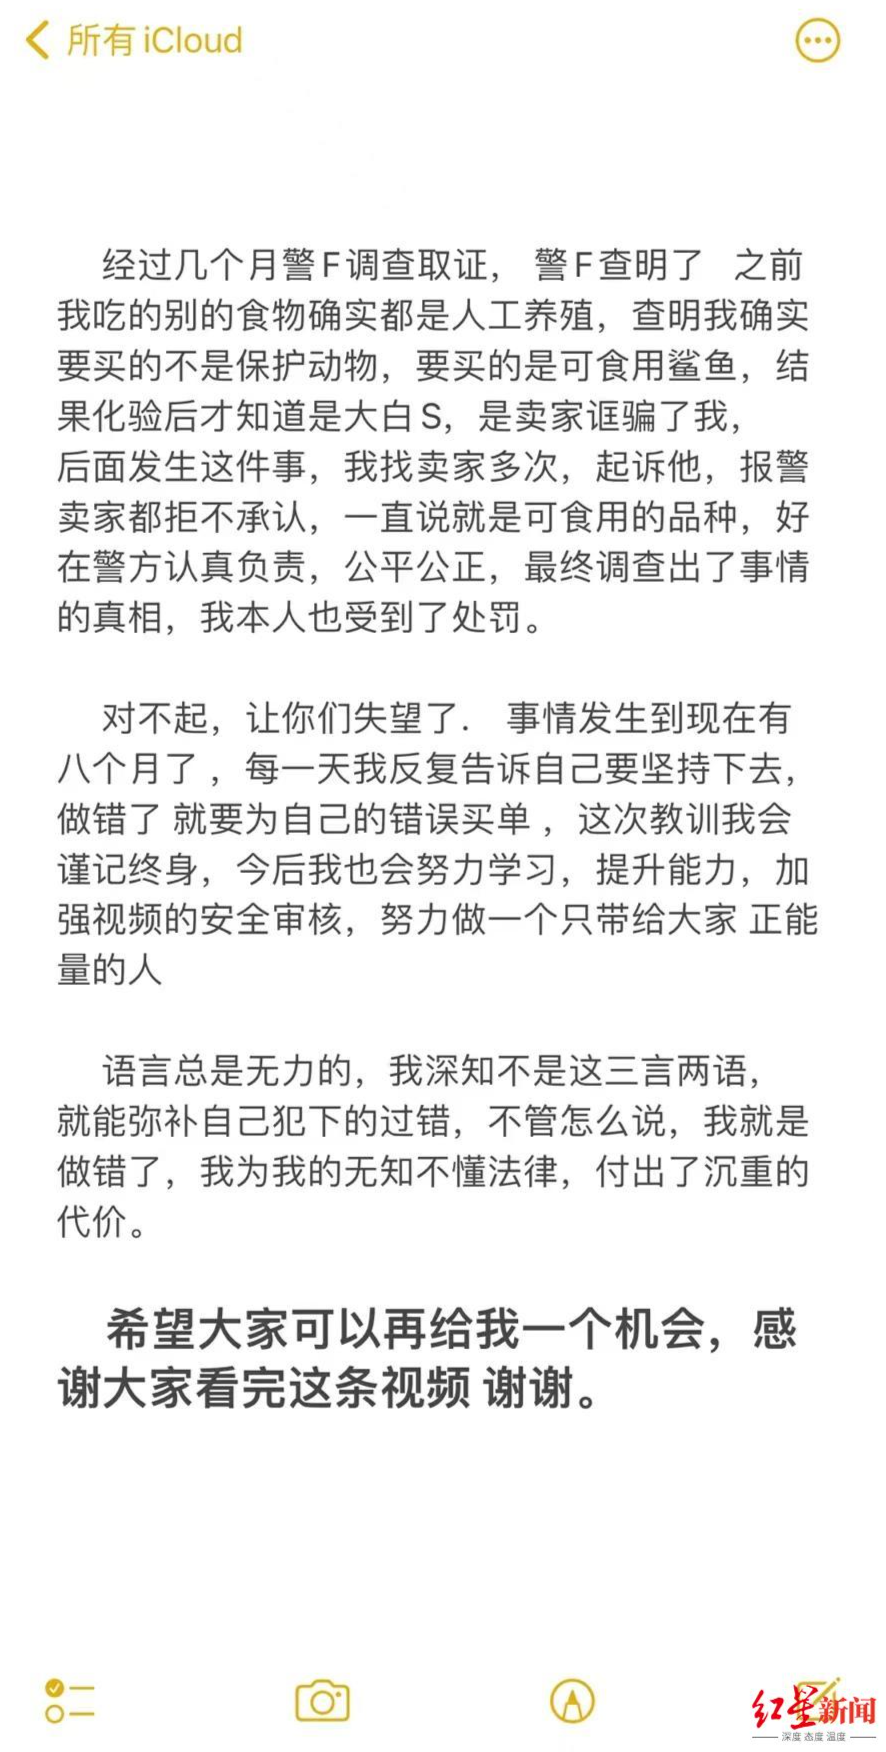 所有 iCloud
经过几个月警F调查取证， 警F查明了 之前
我吃的别的食物确实都是人工养殖，查明我确实
要买的不是保护动物，要买的是可食用鲨鱼，结
果化验后才知道是大白S，是卖家诓骗了我，
后面发生这件事，我找卖家多次，起诉他，报警
卖家都拒不承认，一直说就是可食用的品种，好
在警方认真负责，公平公正，最终调查出了事情
的真相，我本人也受到了处罚。
对不起，让你们失望了． 事情发生到现在有
八个月了 ，每一天我反复告诉自己要坚持下去，
做错了 就要为自己的错误买单 ，这次教训我会
谨记终身，今后我也会努力学习，提升能力，加
强视频的安全审核，努力做一个只带给大家 正能
量的人
语言总是无力的，我深知不是这三言两语，
就能弥补自己犯下的过错，不管怎么说，我就是
做错了，我为我的无知不懂法律，付出了沉重的
代价。
希望大家可以再给我一个机会，感
谢大家看完这条视频 谢谢。
红星新闻
深度 态度 温度